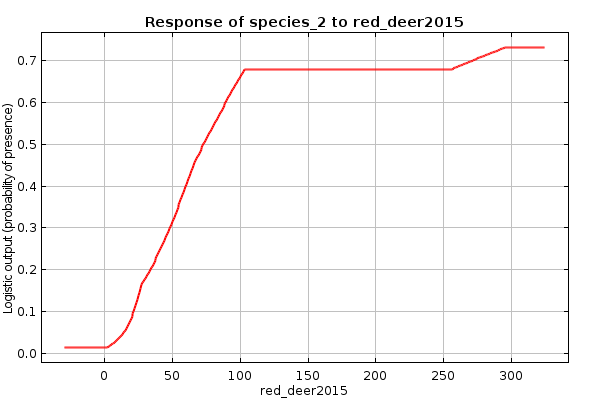 Response of species_2 to red_deer2015
Logistic output (probability of presence)
0.7
0.6
0.5
0.4
0.3
0.2
0.1
0.0
0 50 100 150 200 250 300
red_deer2015